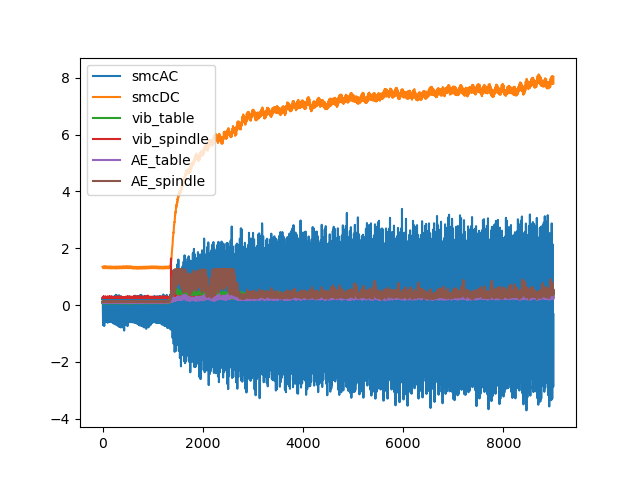 smcAC
smcDC
vib_table
vib_spindle
AE_table
AE_spindle
8
6
4
2
0
−2
−4
0 2000 4000 6000 8000